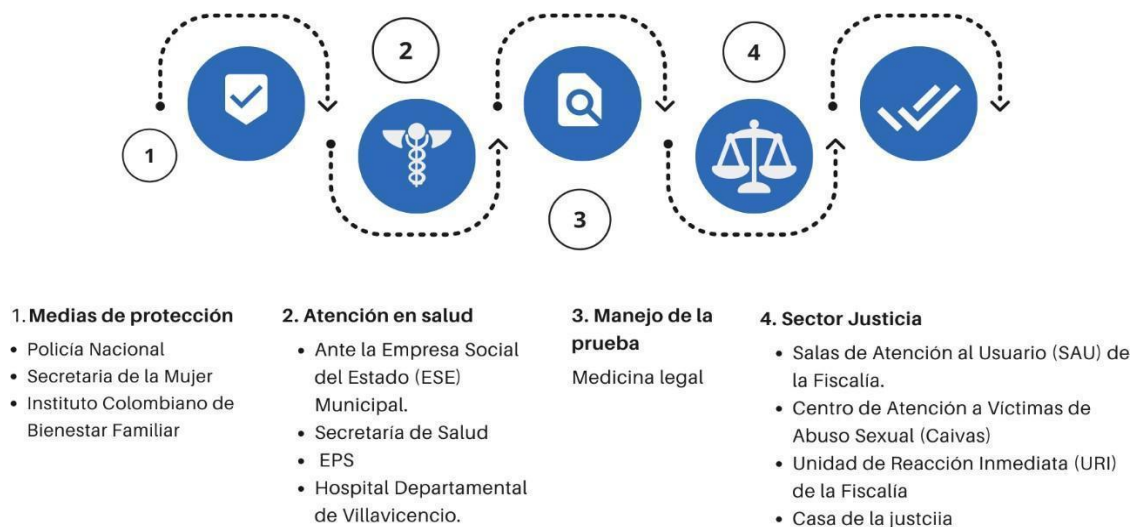 2
4
1
3
1. Medias de protección
• Policía Nacional
• Secretaria de la Mujer
• Instituto Colombiano de
Bienestar Familiar
2. Atención en salud
• Ante la Empresa Social
del Estado (ESE)
Municipal.
• Secretaría de Salud
• EPS
• Hospital Departamental
de Villavicencio.
3. Manejo de la
prueba
Medicina legal
4. Sector Justicia
• Salas de Atención al Usuario (SAU) de
la Fiscalía.
• Centro de Atención a Víctimas de
Abuso Sexual (Caivas)
• Unidad de Reacción Inmediata (URI)
de la Fiscalía
• Casa de la justciia